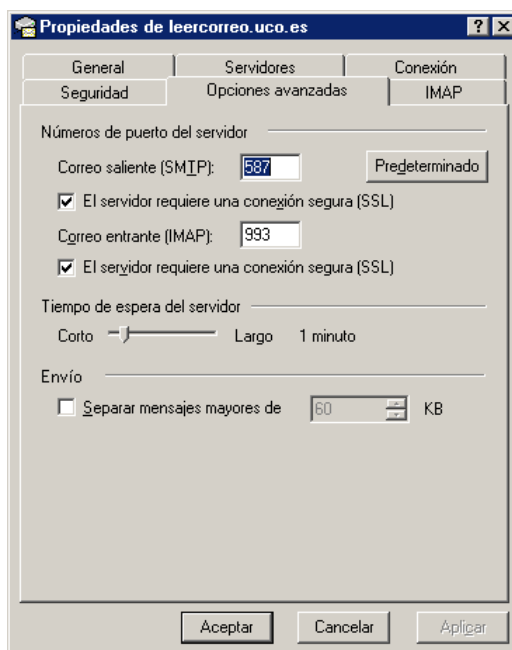 Propiedades de leercorreo.uco.es
General Servidores Conexión
Seguridad Opciones avanzadas IMAP
Números de puerto del servidor
Correo saliente (SMTP): 587 Predeterminado
El servidor requiere una conexión segura (SSL)
Correo entrante (IMAP): 993
El servidor requiere una conexión segura (SSL)
Tiempo de espera del servidor
Corto Largo 1 minuto
Envío
Separar mensajes mayores de 60 KB
Aceptar Cancelar Aplicar